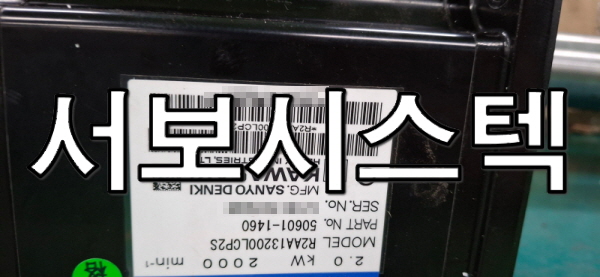 서보시스텍
MODEL R2AA13200LCP2S
2.0 kW 2000 min⁻¹
PART No. 50601-1460
SER.No.
MFG. SANYO DENKI